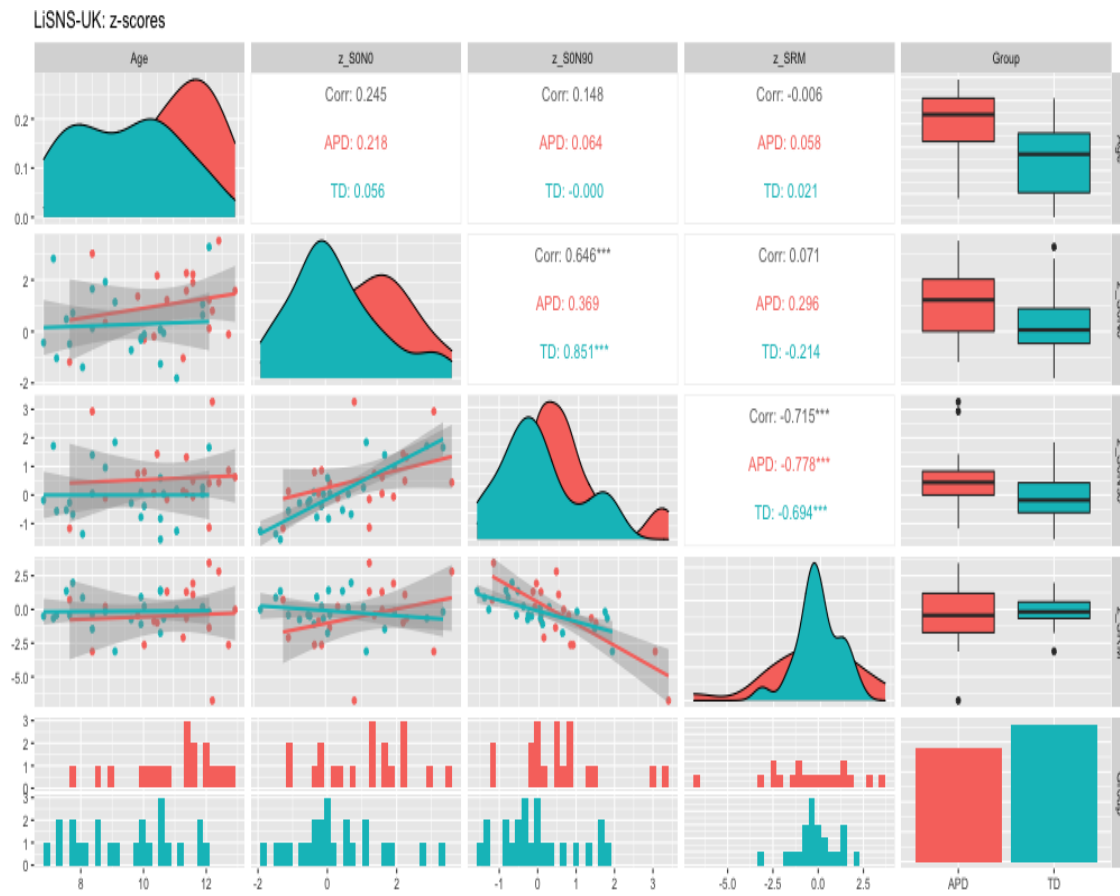 LiSNS-UK: z-scores
Age z_S0N0 z_S0N90 z_SRM Group
Corr: 0.245 Corr: 0.148 Corr: -0.006
0.2
APD: 0.218 APD: 0.064 APD: 0.058
0.1
TD: 0.056 TD: -0.000 TD: 0.021
0.0
Age
Corr: 0.646*** Corr: 0.071
2
APD: 0.369 APD: 0.296
0
TD: 0.851*** TD: -0.214
-2
3
Corr: -0.715***
2
1
APD: -0.778***
0
TD: -0.694***
-1
2.5
0.0
-2.5
-5.0
3
2
1
0
3
2
1
0
Group
8 10 12 -2 0 2 -1 0 1 2 3 -5.0 -2.5 0.0 2.5 APD TD